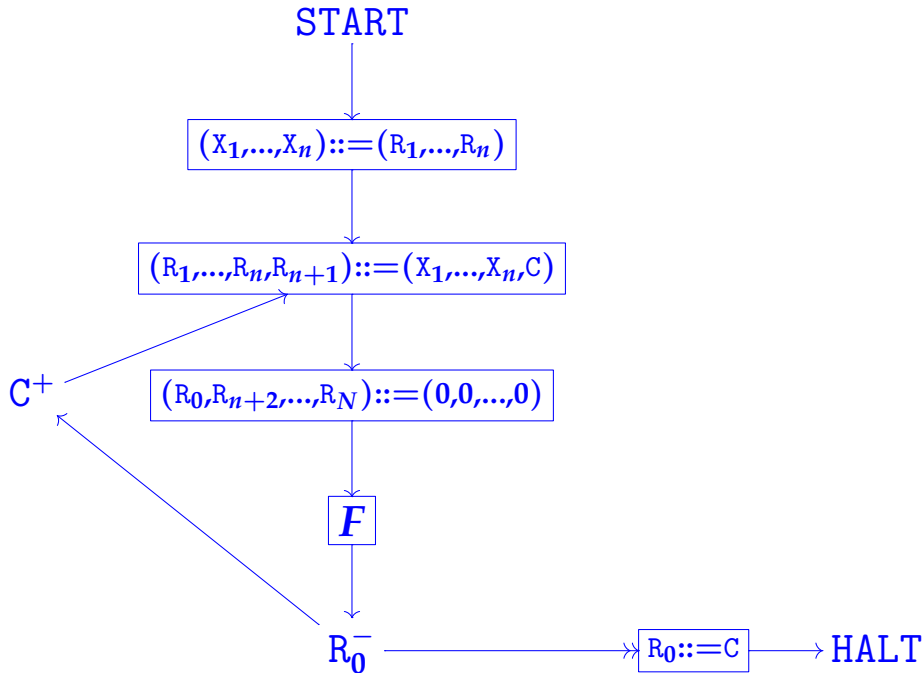 START
(X₁,...,Xₙ)::=(R₁,...,Rₙ)
(R₁,...,Rₙ,Rₙ₊₁)::=(X₁,...,Xₙ,C)
C⁺
(R₀,Rₙ₊₂,...,R_N)::=(0,0,...,0)
F
R₀⁻
R₀::=C
HALT